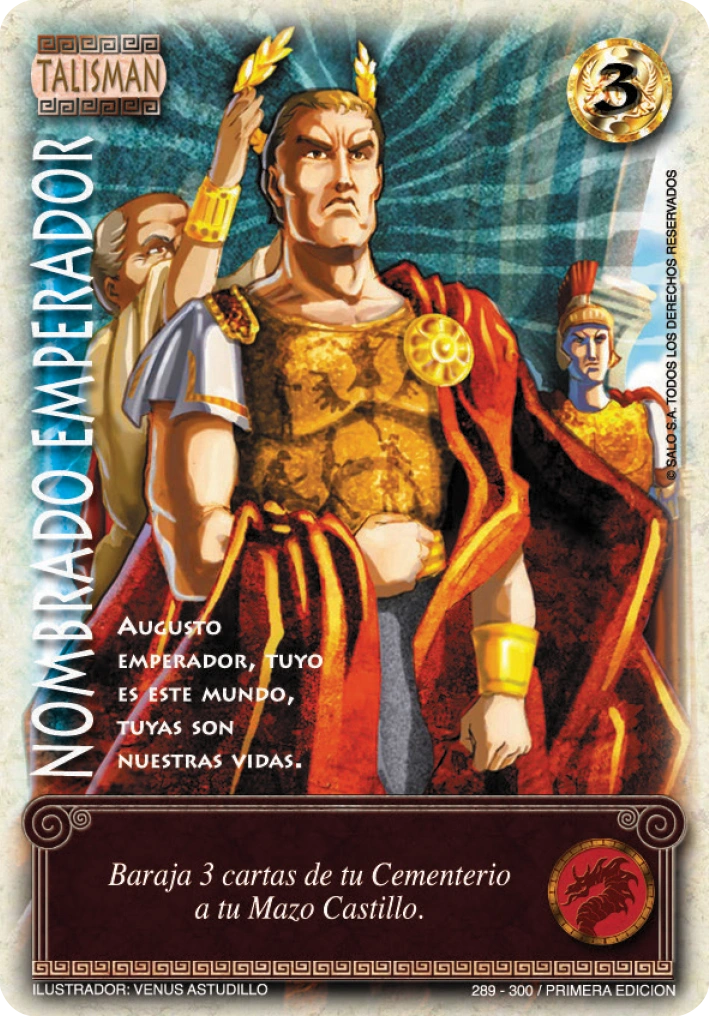 TALISMAN
3
NOMBRADO EMPERADOR
© SALO S.A. TODOS LOS DERECHOS RESERVADOS
AUGUSTO
EMPERADOR, TUYO
ES ESTE MUNDO,
TUYAS SON
NUESTRAS VIDAS.
Baraja 3 cartas de tu Cementerio
a tu Mazo Castillo.
ILUSTRADOR: VENUS ASTUDILLO
289 - 300 / PRIMERA EDICION